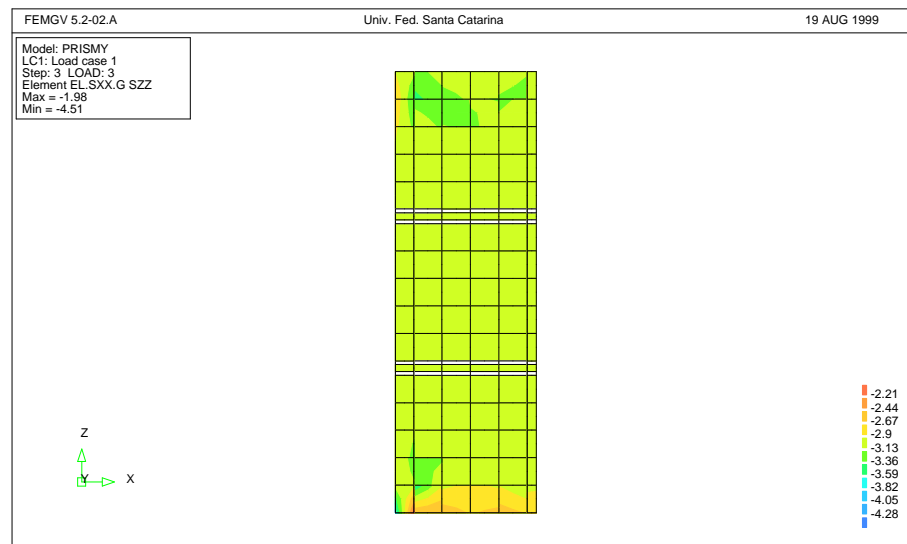 FEMGV 5.2-02.A Univ. Fed. Santa Catarina 19 AUG 1999
Model: PRISMY
LC1: Load case 1
Step: 3 LOAD: 3
Element EL.SXX.G SZZ
Max = -1.98
Min = -4.51
-2.21
-2.44
-2.67
-2.9
-3.13
-3.36
-3.59
-3.82
-4.05
-4.28
Z
Y X